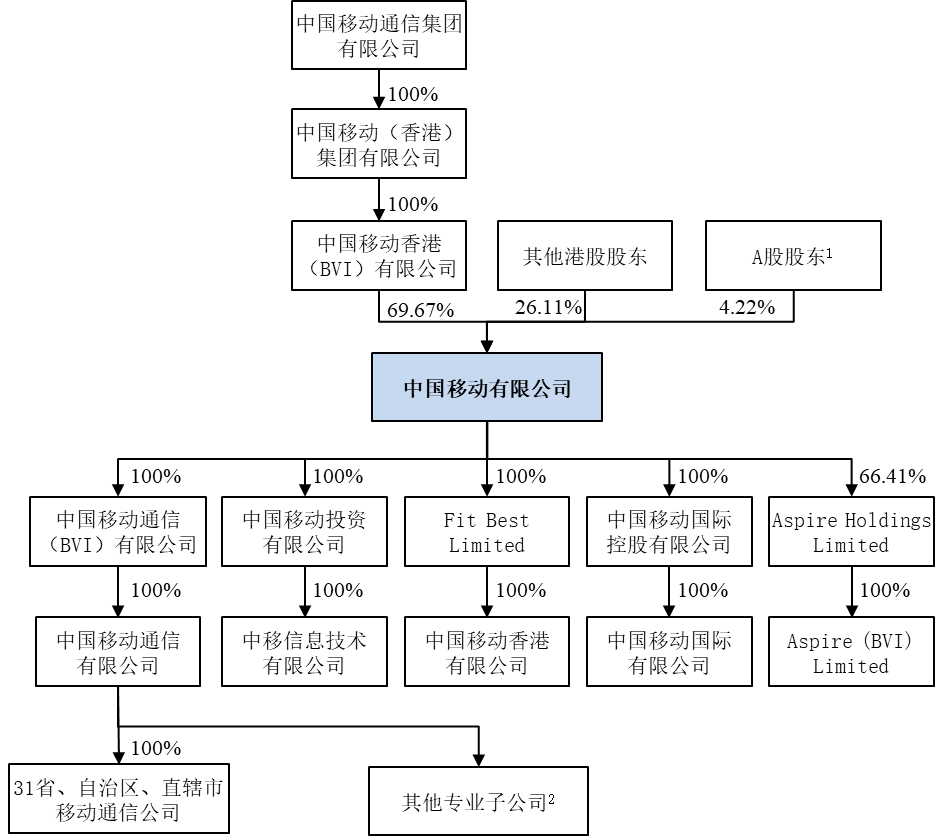 中国移动通信集团
有限公司
100%
中国移动（香港）
集团有限公司
100%
中国移动香港
（BVI）有限公司
其他港股股东
A股股东1
69.67%
26.11%
4.22%
中国移动有限公司
100%
100%
100%
100%
66.41%
中国移动通信
（BVI）有限公司
中国移动投资
有限公司
Fit Best
Limited
中国移动国际
控股有限公司
Aspire Holdings
Limited
100%
100%
100%
100%
100%
中国移动通信
有限公司
中移信息技术
有限公司
中国移动香港
有限公司
中国移动国际
有限公司
Aspire (BVI)
Limited
100%
31省、自治区、直辖市
移动通信公司
其他专业子公司2